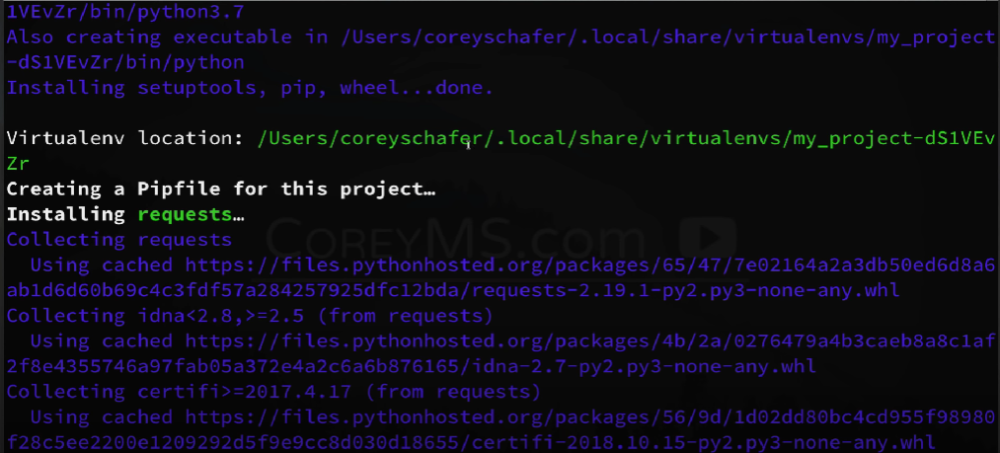 1VEvZr/bin/python3.7
Also creating executable in /Users/coreyschafer/.local/share/virtualenvs/my_project
-dS1VEvZr/bin/python
Installing setuptools, pip, wheel...done.
Virtualenv location: /Users/coreyschafer/.local/share/virtualenvs/my_project-dS1VEv
Zr
Creating a Pipfile for this project…
Installing requests…
COREYMS.com
Collecting requests
  Using cached https://files.pythonhosted.org/packages/65/47/7e02164a2a3db50ed6d8a6
ab1d6d60b69c4c3fdf57a284257925dfc12bda/requests-2.19.1-py2.py3-none-any.whl
Collecting idna<2.8,>=2.5 (from requests)
  Using cached https://files.pythonhosted.org/packages/4b/2a/0276479a4b3caeb8a8c1af
2f8e4355746a97fab05a372e4a2c6a6b876165/idna-2.7-py2.py3-none-any.whl
Collecting certifi>=2017.4.17 (from requests)
  Using cached https://files.pythonhosted.org/packages/56/9d/1d02dd80bc4cd955f98980
f28c5ee2200e1209292d5f9e9cc8d030d18655/certifi-2018.10.15-py2.py3-none-any.whl